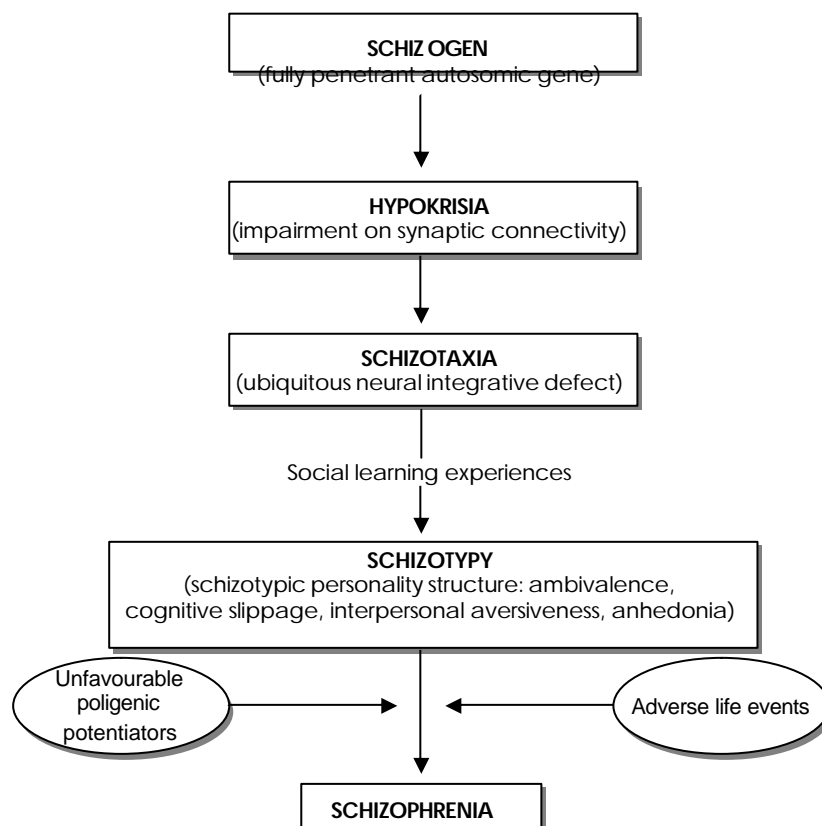 SCHIZ OGEN
(fully penetrant autosomic gene)
HYPOKRISIA
(impairment on synaptic connectivity)
SCHIZOTAXIA
(ubiquitous neural integrative defect)
Social learning experiences
SCHIZOTYPY
(schizotypic personality structure: ambivalence,
cognitive slippage, interpersonal aversiveness, anhedonia)
Unfavourable
poligenic
potentiators
Adverse life events
SCHIZOPHRENIA